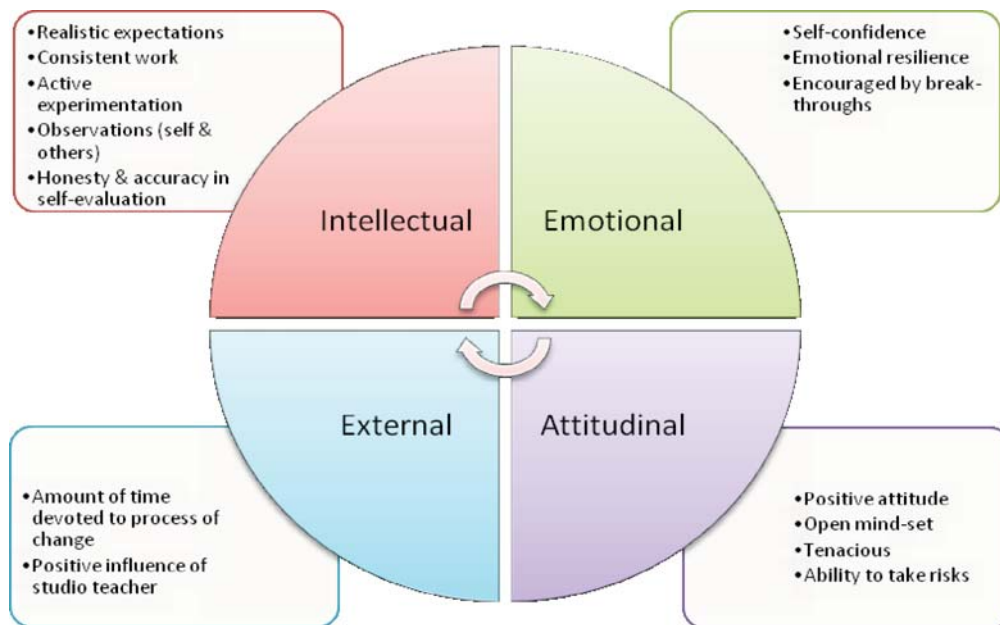 •Realistic expectations
•Consistent work
•Active
experimentation
•Observations (self &
others)
•Honesty & accuracy in
self-evaluation
•Self-confidence
•Emotional resilience
•Encouraged by break-
throughs
Intellectual
Emotional
External
Attitudinal
•Amount of time
devoted to process of
change
•Positive influence of
studio teacher
•Positive attitude
•Open mind-set
•Tenacious
•Ability to take risks